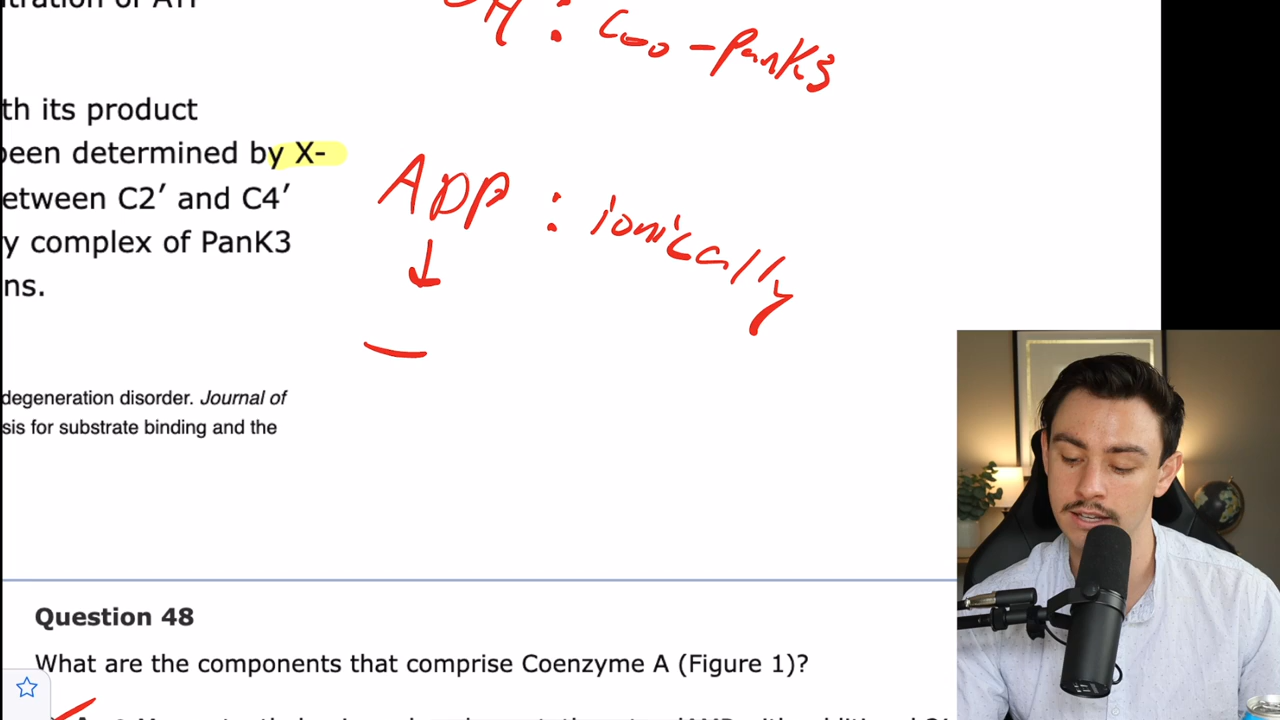 OH : COO-PanK3
th its product
been determined by X-
etween C2′ and C4′
y complex of PanK3
ns.
ADP : ionically
degeneration disorder. Journal of
sis for substrate binding and the
Question 48
What are the components that comprise Coenzyme A (Figure 1)?